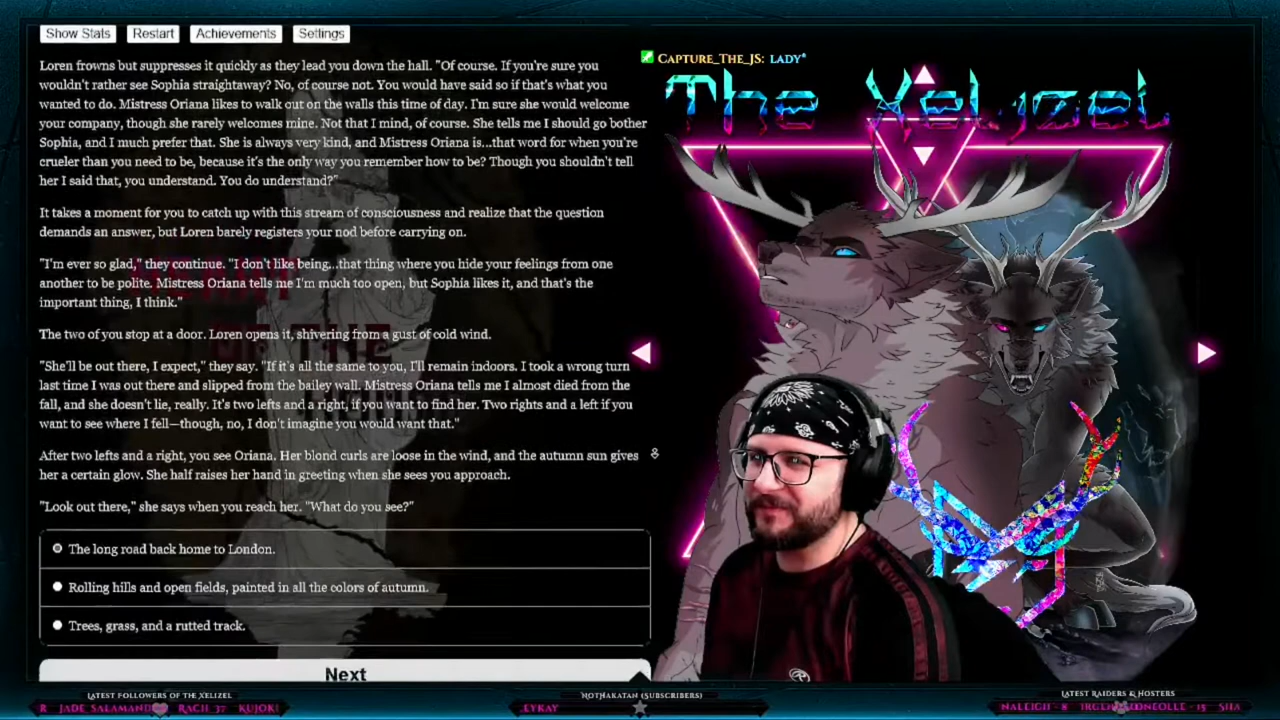 Show Stats
Restart
Achievements
Settings
Loren frowns but suppresses it quickly as they lead you down the hall. "Of course. If you're sure you
wouldn't rather see Sophia straightaway? No, of course not. You would have said so if that's what you
wanted to do. Mistress Oriana likes to walk out on the walls this time of day. I'm sure she would welcome
your company, though she rarely welcomes mine. Not that I mind, of course. She tells me I should go bother
Sophia, and I much prefer that. She is always very kind, and Mistress Oriana is...that word for when you're
crueler than you need to be, because it's the only way you remember how to be? Though you shouldn't tell
her I said that, you understand. You do understand?"
It takes a moment for you to catch up with this stream of consciousness and realize that the question
demands an answer, but Loren barely registers your nod before carrying on.
"I'm ever so glad," they continue. "I don't like being...that thing where you hide your feelings from one
another to be polite. Mistress Oriana tells me I'm much too open, but Sophia likes it, and that's the
important thing, I think."
The two of you stop at a door. Loren opens it, shivering from a gust of cold wind.
"She'll be out there, I expect," they say. "If it's all the same to you, I'll remain indoors. I took a wrong turn
last time I was out there and slipped from the bailey wall. Mistress Oriana tells me I almost died from the
fall, and she doesn't lie, really. It's two lefts and a right, if you want to find her. Two rights and a left if you
want to see where I fell—though, no, I don't imagine you would want that."
After two lefts and a right, you see Oriana. Her blond curls are loose in the wind, and the autumn sun gives
her a certain glow. She half raises her hand in greeting when she sees you approach.
"Look out there," she says when you reach her. "What do you see?"
The long road back home to London.
Rolling hills and open fields, painted in all the colors of autumn.
Trees, grass, and a rutted track.
Next
Capture_The_JS: lady*
The Xelizel
Latest Followers of the Xelizel
R Jade_Salamand Rach_37 Kujoki
NotHakatan (Subscribers)
Leykay
Latest Raiders & Hosters
Naleigh - 8
- 15 Sha